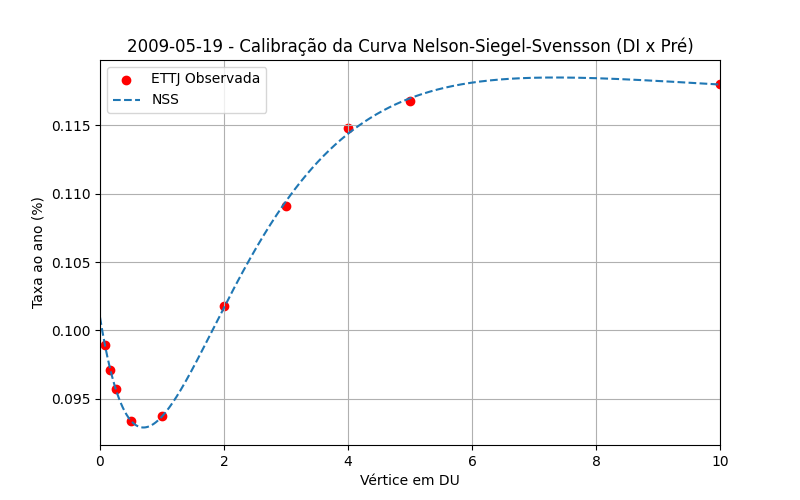 2009-05-19 - Calibração da Curva Nelson-Siegel-Svensson (DI x Pré)
ETTJ Observada
NSS
Taxa ao ano (%)
0.115
0.110
0.105
0.100
0.095
0 2 4 6 8 10
Vértice em DU